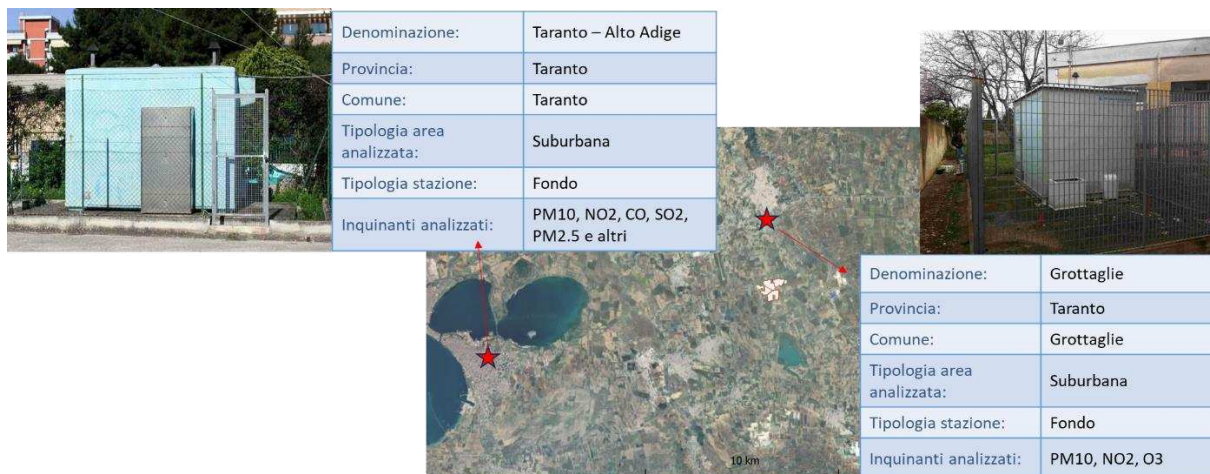 Denominazione: Taranto – Alto Adige
Provincia: Taranto
Comune: Taranto
Tipologia area analizzata: Suburbana
Tipologia stazione: Fondo
Inquinanti analizzati: PM10, NO2, CO, SO2, PM2.5 e altri
Denominazione: Grottaglie
Provincia: Taranto
Comune: Grottaglie
Tipologia area analizzata: Suburbana
Tipologia stazione: Fondo
Inquinanti analizzati: PM10, NO2, O3
10 km